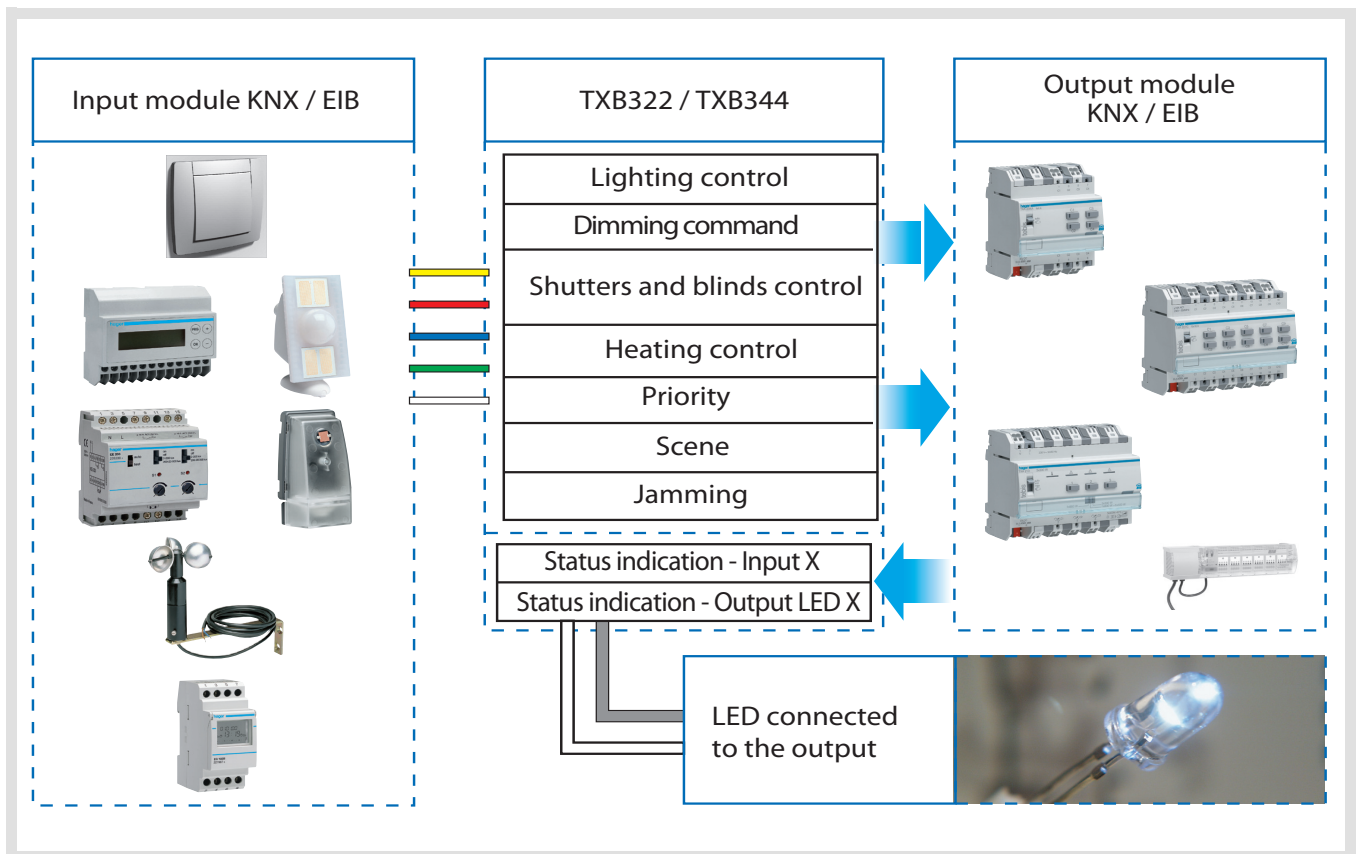 Input module KNX / EIB
TXB322 / TXB344
Output module
KNX / EIB
Lighting control
Dimming command
Shutters and blinds control
Heating control
Priority
Scene
Jamming
Status indication - Input X
Status indication - Output LED X
LED connected
to the output